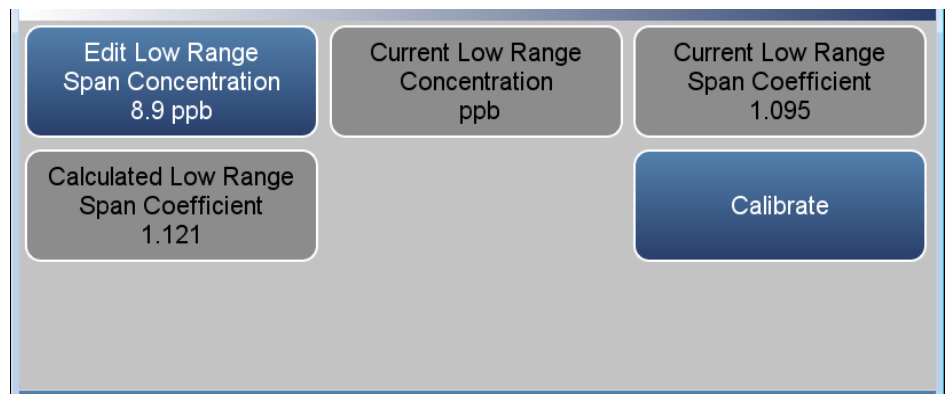 Edit Low Range
Span Concentration
8.9 ppb
Current Low Range
Concentration
ppb
Current Low Range
Span Coefficient
1.095
Calculated Low Range
Span Coefficient
1.121
Calibrate